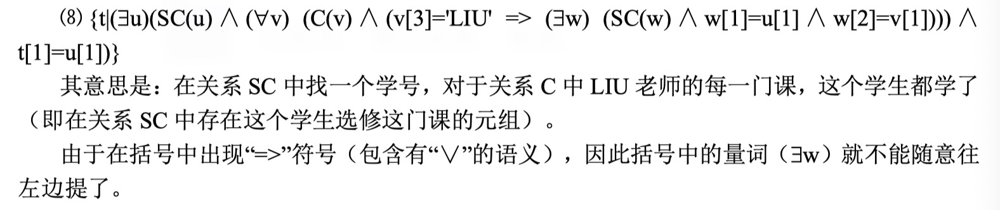 (8) {t|(∃u)(SC(u) ∧ (∀v) (C(v) ∧ (v[3]='LIU' => (∃w) (SC(w) ∧ w[1]=u[1] ∧ w[2]=v[1]))) ∧
t[1]=u[1])}
其意思是：在关系 SC 中找一个学号，对于关系 C 中 LIU 老师的每一门课，这个学生都学了
（即在关系 SC 中存在这个学生选修这门课的元组）。
由于在括号中出现“=>”符号（包含有“∨”的语义），因此括号中的量词（∃w）就不能随意往
左边提了。